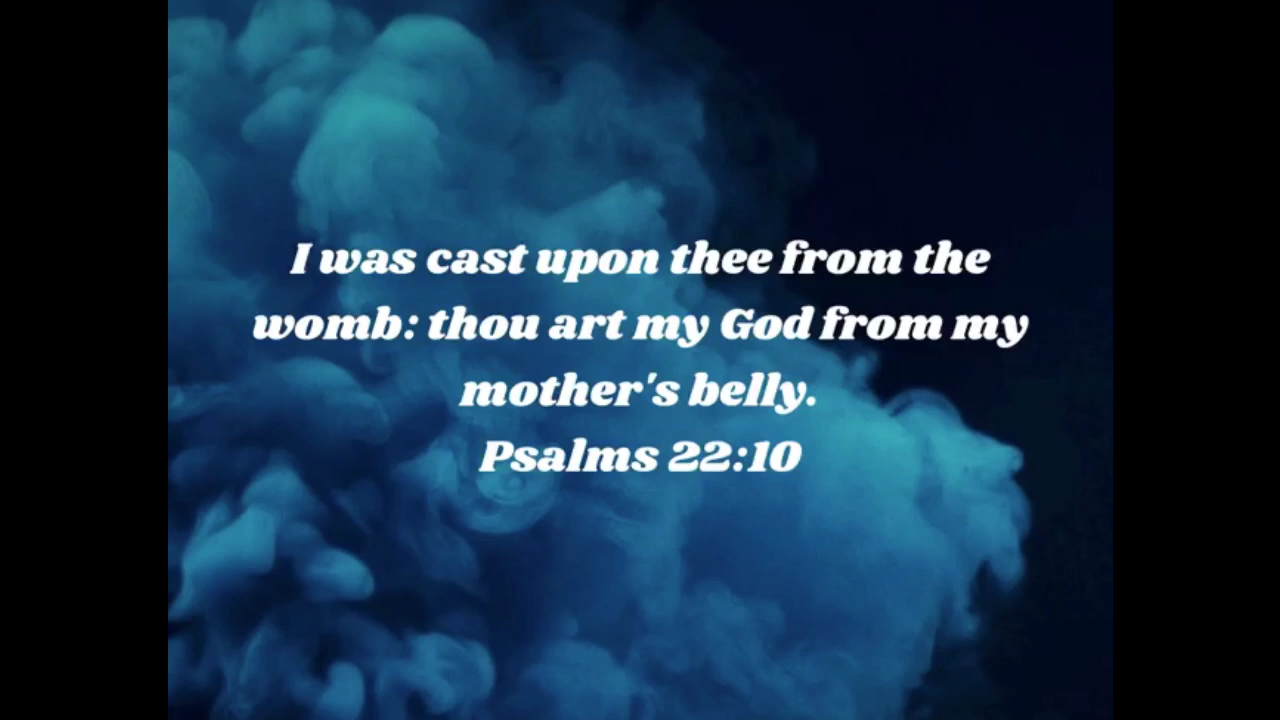 I was cast upon thee from the
womb: thou art my God from my
mother's belly.
Psalms 22:10